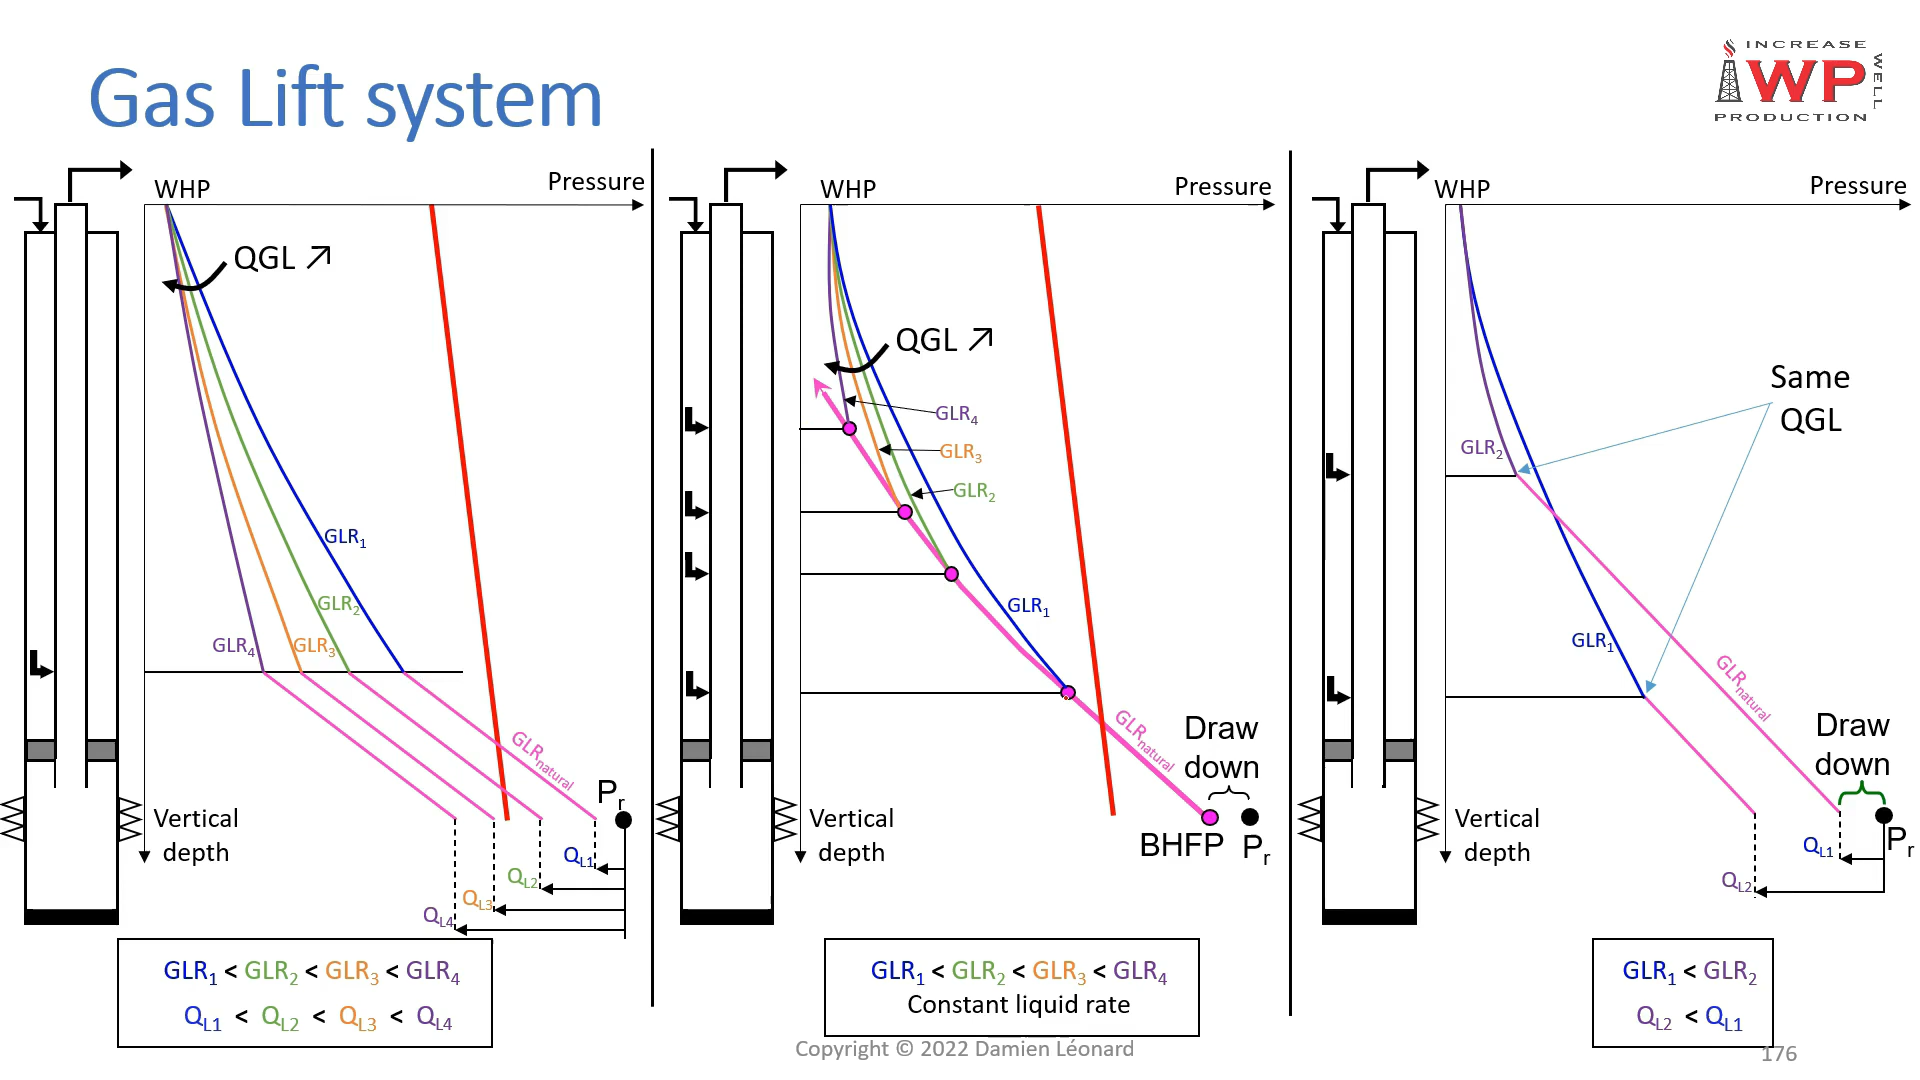 Gas Lift system
INCREASE
WP
WELL
PRODUCTION
WHP
Pressure
QGL ↗
GLR₁
GLR₂
GLR₃
GLR₄
GLRnatural
Pr
Vertical
depth
QL1
QL2
QL3
QL4
GLR₁ < GLR₂ < GLR₃ < GLR₄
QL1 < QL2 < QL3 < QL4
WHP
Pressure
QGL ↗
GLR₄
GLR₃
GLR₂
GLR₁
GLRnatural
Draw
down
Vertical
depth
BHFP
Pr
GLR₁ < GLR₂ < GLR₃ < GLR₄
Constant liquid rate
WHP
Pressure
Same
QGL
GLR₂
GLR₁
GLRnatural
Draw
down
Vertical
depth
Pr
QL1
QL2
GLR₁ < GLR₂
QL2 < QL1
Copyright © 2022 Damien Léonard
176